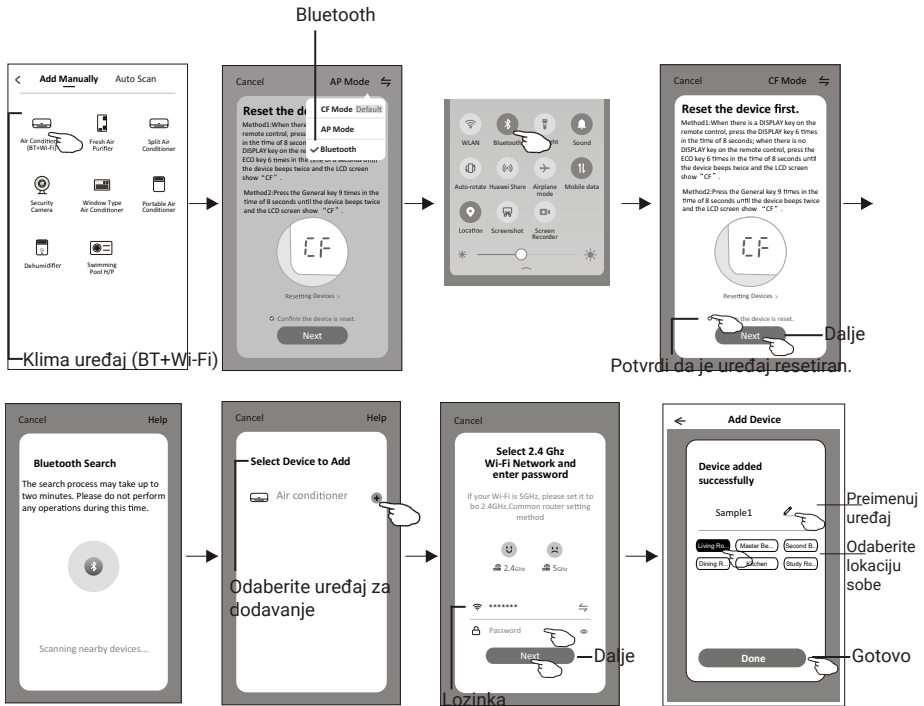 Bluetooth
Add Manually Auto Scan
Air Condition
(BT+Wi-Fi)
Fresh Air
Purifier
Split Air
Conditioner
Security
Camera
Window Type
Air Conditioner
Portable Air
Conditioner
Dehumidifier
Swimming
Pool H/P
Klima uređaj (BT+Wi-Fi)
Cancel AP Mode
CF Mode Default
AP Mode
Bluetooth
Reset the de
Method1:When there
remote control, press
in the time of 8 seconds
DISPLAY key on the re
ECO key 6 times in the time of 8 seconds until
the device beeps twice and the LCD screen
show “CF”.
Method2:Press the General key 9 times in the
time of 8 seconds until the device beeps twice
and the LCD screen show “CF”.
CF
Resetting Devices >
Confirm the device is reset.
Next
WLAN Bluetooth ht Sound
Auto-rotate Huawei Share Airplane
mode Mobile data
Location Screenshot Screen
Recorder
Cancel CF Mode
Reset the device first.
Method1:When there is a DISPLAY key on the
remote control, press the DISPLAY key 6 times
in the time of 8 seconds; when there is no
DISPLAY key on the remote control, press the
ECO key 6 times in the time of 8 seconds until
the device beeps twice and the LCD screen
show “CF”.
Method2:Press the General key 9 times in the
time of 8 seconds until the device beeps twice
and the LCD screen show “CF”.
CF
Resetting Devices >
the device is reset.
Next
Dalje
Potvrdi da je uređaj resetiran.
Cancel Help
Bluetooth Search
The search process may take up to
two minutes. Please do not perform
any operations during this time.
Scanning nearby devices...
Cancel Help
Select Device to Add
Air conditioner
Odaberite uređaj za
dodavanje
Cancel
Select 2.4 Ghz
Wi-Fi Network and
enter password
If your Wi-Fi is 5GHz, please set it to
bo 2.4GHz.Common router setting
method
2.4GHz 5GHz
*******
Password
Next
Dalje
Lozinka
Add Device
Device added
successfully
Sample1
Preimenuj
uređaj
Living Ro... Master Be... Second B...
Dining R... Kitchen Study Ro...
Odaberite
lokaciju
sobe
Done
Gotovo